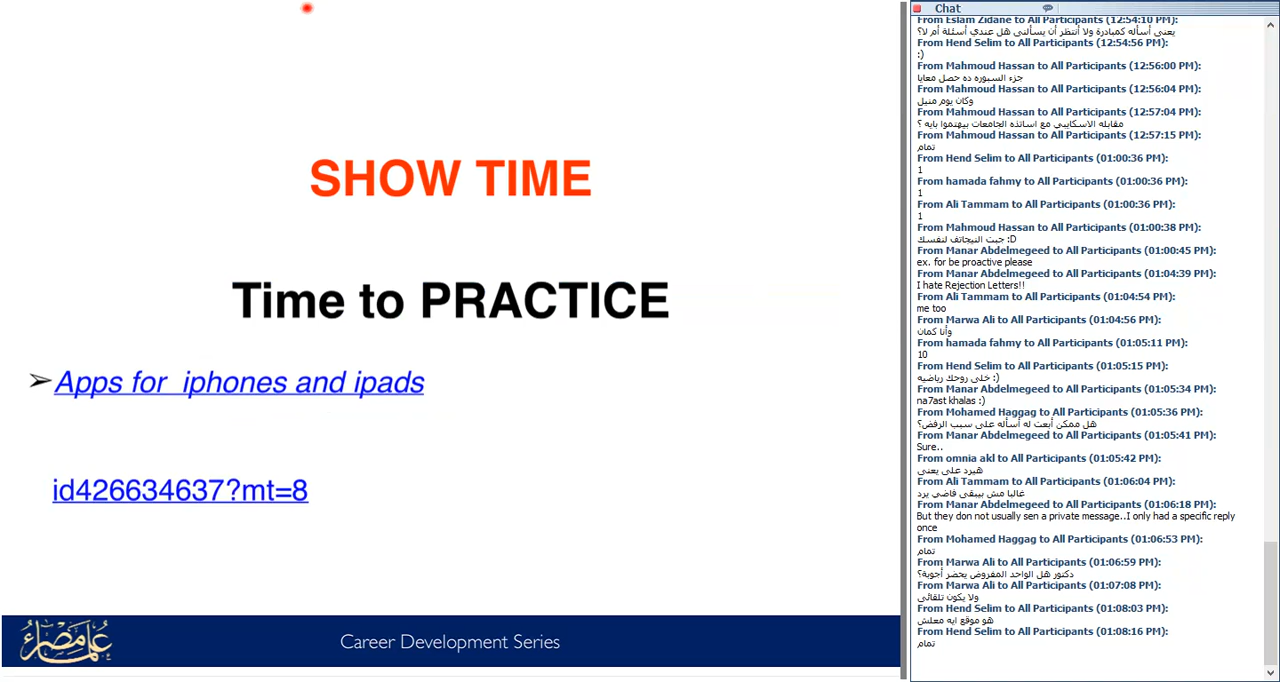 SHOW TIME
Time to PRACTICE
➢Apps for iphones and ipads
id426634637?mt=8
علماء مصر
Career Development Series
Chat
From Eslam Zidane to All Participants (12:54:10 PM):
يعني أسأله كمبادرة ولا أنتظر أن يسألني هل عندي أسئلة أم لا؟
From Hend Selim to All Participants (12:54:56 PM):
:)
From Mahmoud Hassan to All Participants (12:56:00 PM):
جزء السبوره ده حصل معايا
From Mahmoud Hassan to All Participants (12:56:04 PM):
وكان يوم منيل
From Mahmoud Hassan to All Participants (12:57:04 PM):
مقابله الاسكايبي مع اساتذه الجامعات بيهتموا بايه ؟
From Mahmoud Hassan to All Participants (12:57:15 PM):
تمام
From Hend Selim to All Participants (01:00:36 PM):
1
From hamada fahmy to All Participants (01:00:36 PM):
1
From Ali Tammam to All Participants (01:00:36 PM):
1
From Mahmoud Hassan to All Participants (01:00:38 PM):
جبت النيجاتف لنفسك :D
From Manar Abdelmegeed to All Participants (01:00:45 PM):
ex. for be proactive please
From Manar Abdelmegeed to All Participants (01:04:39 PM):
I hate Rejection Letters!!
From Ali Tammam to All Participants (01:04:54 PM):
me too
From Marwa Ali to All Participants (01:04:56 PM):
وأنا كمان
From hamada fahmy to All Participants (01:05:11 PM):
10
From Hend Selim to All Participants (01:05:15 PM):
خلى روحك رياضيه :)
From Manar Abdelmegeed to All Participants (01:05:34 PM):
na7ast khalas :)
From Mohamed Haggag to All Participants (01:05:36 PM):
هل ممكن أبعت له أسأله على سبب الرفض؟
From Manar Abdelmegeed to All Participants (01:05:41 PM):
Sure..
From omnia akl to All Participants (01:05:42 PM):
هيرد على يعنى
From Ali Tammam to All Participants (01:06:04 PM):
غالبا مش بيبقى فاضي يرد
From Manar Abdelmegeed to All Participants (01:06:18 PM):
But they don not usually sen a private message..I only had a specific reply
once
From Mohamed Haggag to All Participants (01:06:53 PM):
تمام
From Marwa Ali to All Participants (01:06:59 PM):
دكتور هل الواحد المفروض يحضر أجوبة؟
From Marwa Ali to All Participants (01:07:08 PM):
ولا يكون تلقائى
From Hend Selim to All Participants (01:08:03 PM):
هو موقع ايه معلش
From Hend Selim to All Participants (01:08:16 PM):
تمام